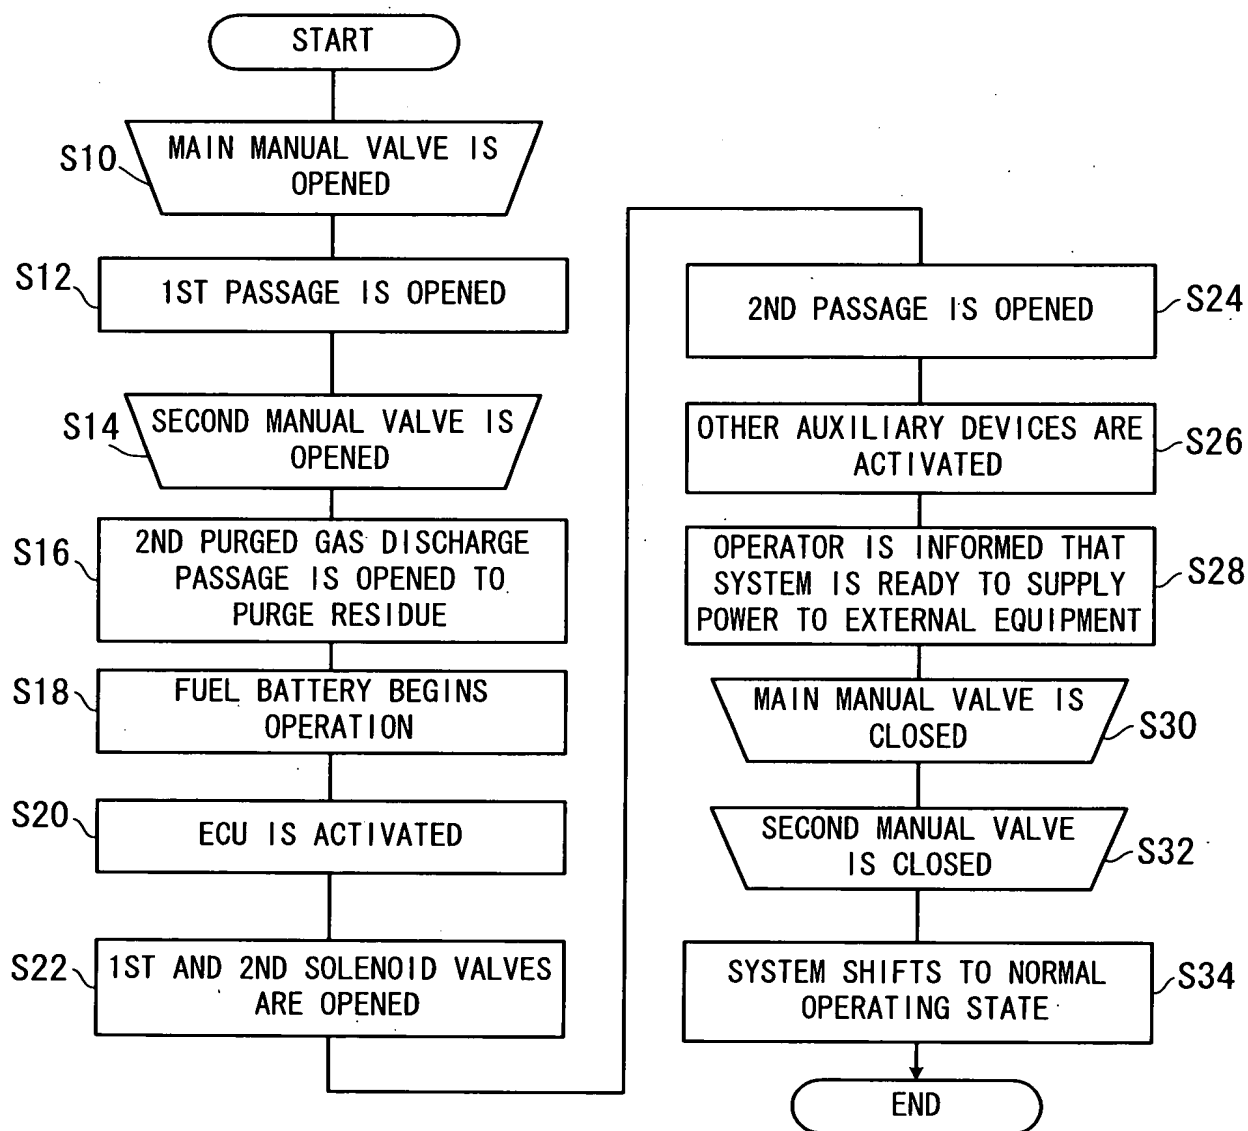 START
S10
MAIN MANUAL VALVE IS
OPENED
S12
1ST PASSAGE IS OPENED
S14
SECOND MANUAL VALVE IS
OPENED
S16
2ND PURGED GAS DISCHARGE
PASSAGE IS OPENED TO
PURGE RESIDUE
S18
FUEL BATTERY BEGINS
OPERATION
S20
ECU IS ACTIVATED
S22
1ST AND 2ND SOLENOID VALVES
ARE OPENED
2ND PASSAGE IS OPENED
S24
OTHER AUXILIARY DEVICES ARE
ACTIVATED
S26
OPERATOR IS INFORMED THAT
SYSTEM IS READY TO SUPPLY
POWER TO EXTERNAL EQUIPMENT
S28
MAIN MANUAL VALVE IS
CLOSED
S30
SECOND MANUAL VALVE
IS CLOSED
S32
SYSTEM SHIFTS TO NORMAL
OPERATING STATE
S34
END